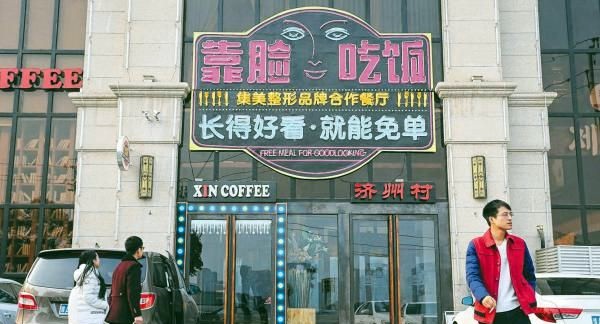 靠脸吃饭
集美整形品牌合作餐厅
长得好看·就能免单
FREE MEAL FOR GOODLOOKING
OFFEE
XIN COFFEE
济州村